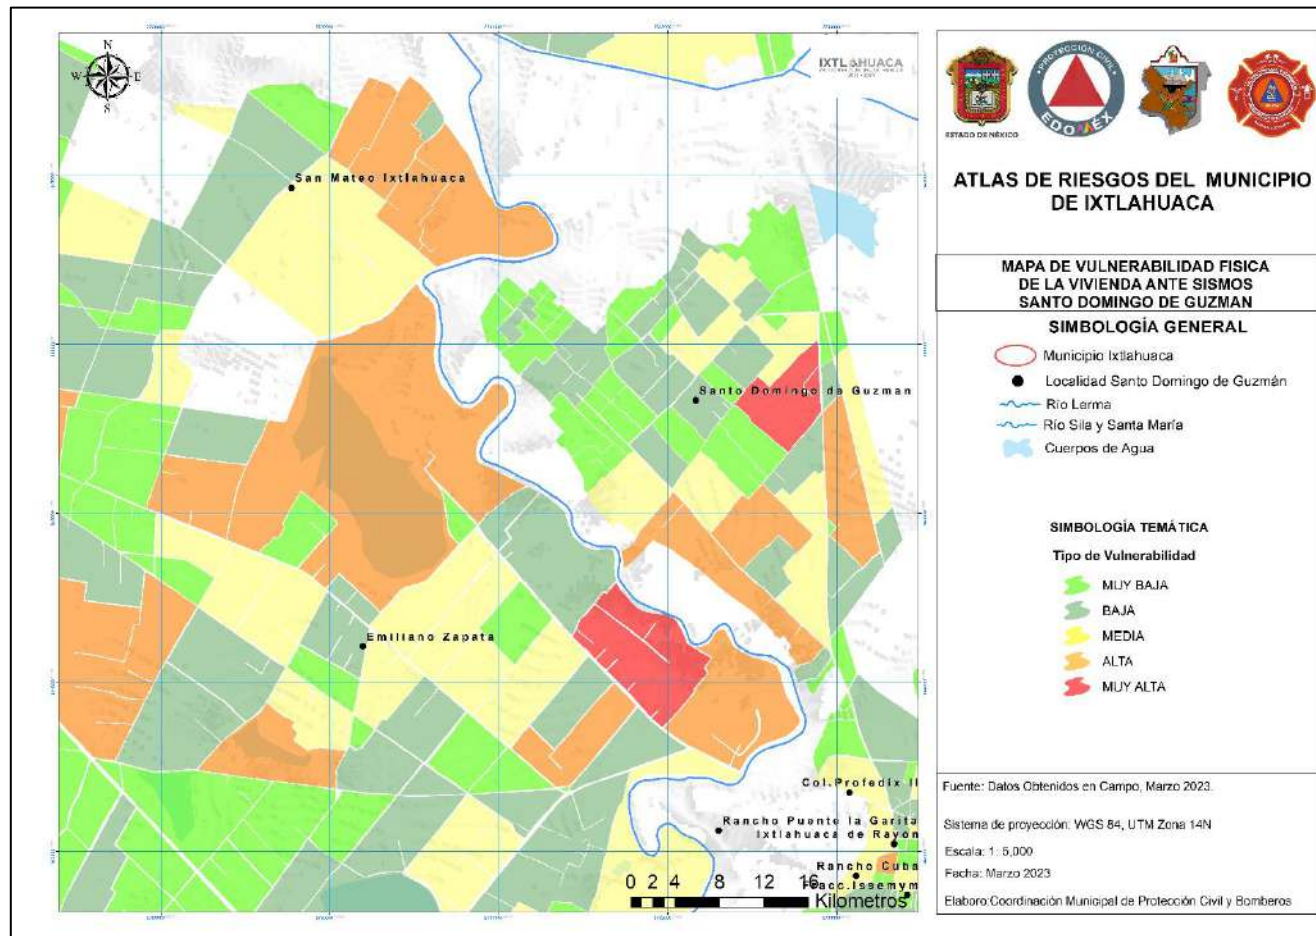 N
W E
S
IXTLAHUACA
San Mateo Ixtlahuaca
Santo Domingo de Guzman
Emiliano Zapata
Col.Profedix II
Rancho Puente la Garita
Ixtlahuaca de Rayon
Rancho Cuba
Fracc.Issemym
0 2 4 8 12 16
Kilometros
ESTADO DE MÉXICO
PROTECCIÓN CIVIL
EDOMÉX
ATLAS DE RIESGOS DEL MUNICIPIO
DE IXTLAHUACA
MAPA DE VULNERABILIDAD FISICA
DE LA VIVIENDA ANTE SISMOS
SANTO DOMINGO DE GUZMAN
SIMBOLOGÍA GENERAL
Municipio Ixtlahuaca
Localidad Santo Domingo de Guzmán
Río Lerma
Río Sila y Santa María
Cuerpos de Agua
SIMBOLOGÍA TEMÁTICA
Tipo de Vulnerabilidad
MUY BAJA
BAJA
MEDIA
ALTA
MUY ALTA
Fuente: Datos Obtenidos en Campo, Marzo 2023.
Sistema de proyección: WGS 84, UTM Zona 14N
Escala: 1: 5,000
Fecha: Marzo 2023
Elaboro:Coordinación Municipal de Protección Civil y Bomberos